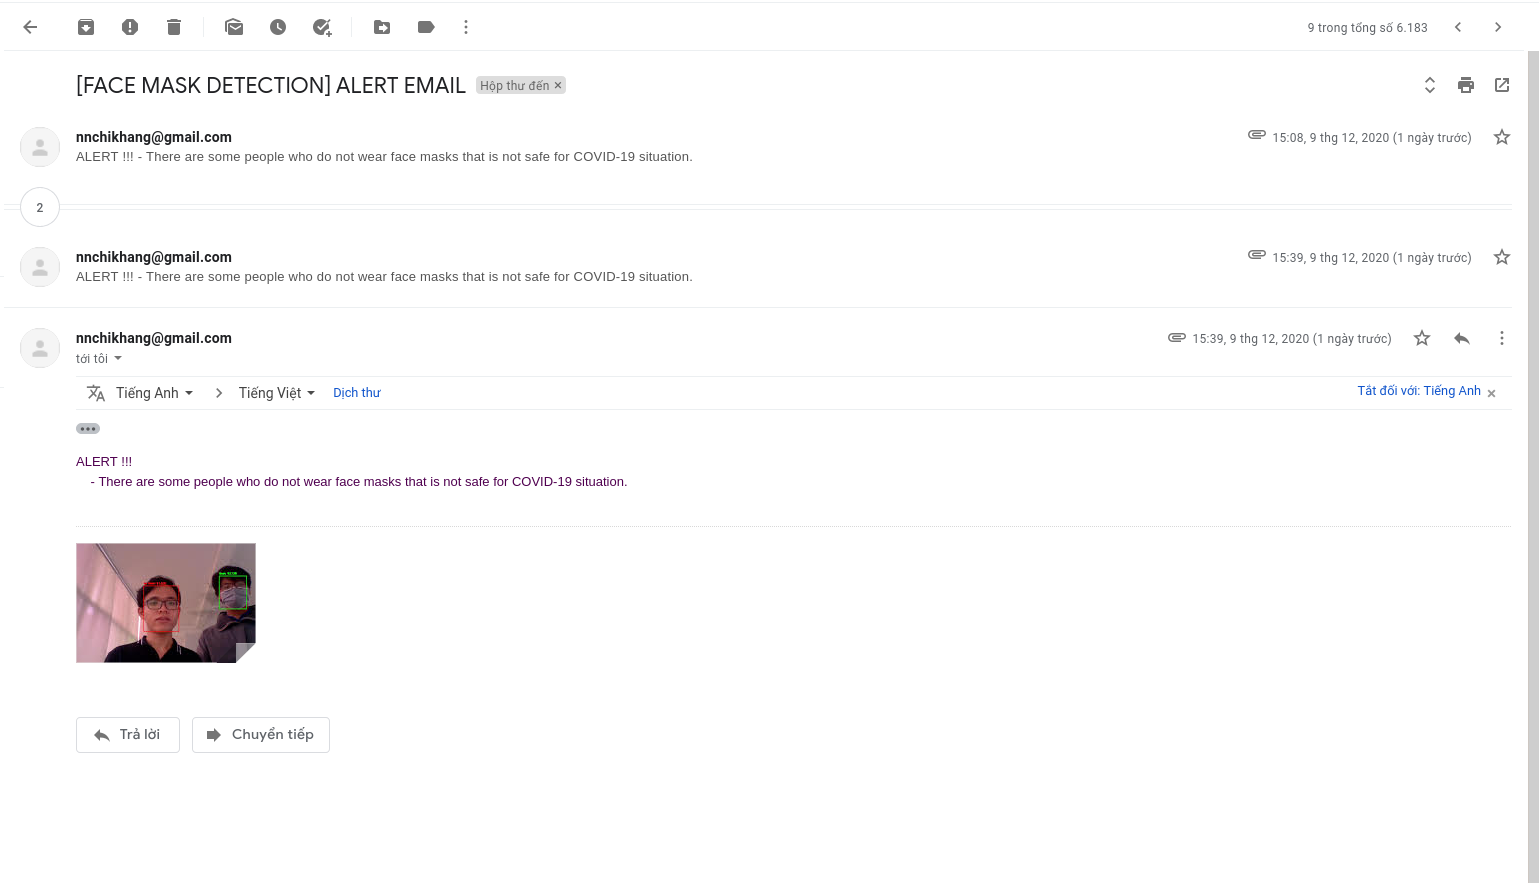 9 trong tổng số 6.183
[FACE MASK DETECTION] ALERT EMAIL Hộp thư đến ×
nnchikhang@gmail.com 15:08, 9 thg 12, 2020 (1 ngày trước)
ALERT !!! - There are some people who do not wear face masks that is not safe for COVID-19 situation.
2
nnchikhang@gmail.com 15:39, 9 thg 12, 2020 (1 ngày trước)
ALERT !!! - There are some people who do not wear face masks that is not safe for COVID-19 situation.
nnchikhang@gmail.com 15:39, 9 thg 12, 2020 (1 ngày trước)
tới tôi
Tiếng Anh > Tiếng Việt Dịch thư Tắt đối với: Tiếng Anh ×
ALERT !!!
- There are some people who do not wear face masks that is not safe for COVID-19 situation.
Trả lời Chuyển tiếp